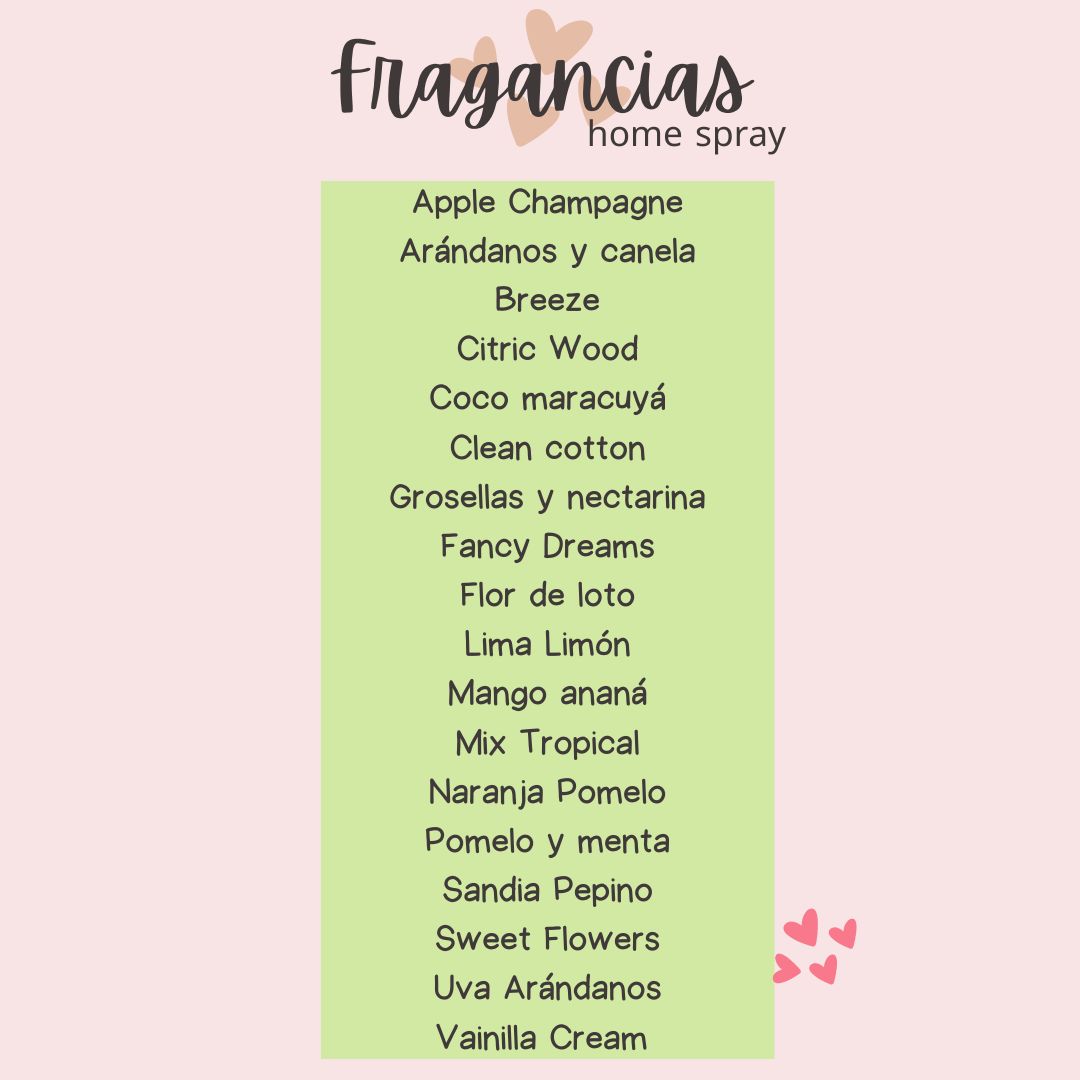 Fragancias
home spray
Apple Champagne
Arándanos y canela
Breeze
Citric Wood
Coco maracuyá
Clean cotton
Grosellas y nectarina
Fancy Dreams
Flor de loto
Lima Limón
Mango ananá
Mix Tropical
Naranja Pomelo
Pomelo y menta
Sandia Pepino
Sweet Flowers
Uva Arándanos
Vainilla Cream